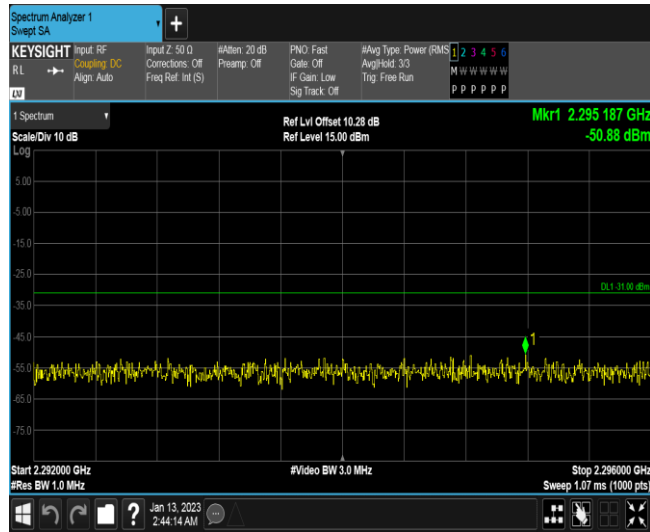 Spectrum Analyzer 1
Swept SA
+
KEYSIGHT
RL
LXI
Input: RF
Coupling: DC
Align: Auto
Input Z: 50 Ω
Corrections: Off
Freq Ref: Int (S)
#Atten: 20 dB
Preamp: Off
PNO: Fast
Gate: Off
IF Gain: Low
Sig Track: Off
#Avg Type: Power (RMS
Avg|Hold: 3/3
Trig: Free Run
1 2 3 4 5 6
M W W W W W
P P P P P P
1 Spectrum
Scale/Div 10 dB
Ref Lvl Offset 10.28 dB
Ref Level 15.00 dBm
Mkr1 2.295 187 GHz
-50.88 dBm
Log
5.00
-5.00
-15.0
-25.0
DL1 -31.00 dBm
-35.0
-45.0
1
-55.0
-65.0
-75.0
Start 2.292000 GHz
#Video BW 3.0 MHz
Stop 2.296000 GHz
#Res BW 1.0 MHz
Sweep 1.07 ms (1000 pts)
?
Jan 13, 2023
2:44:14 AM